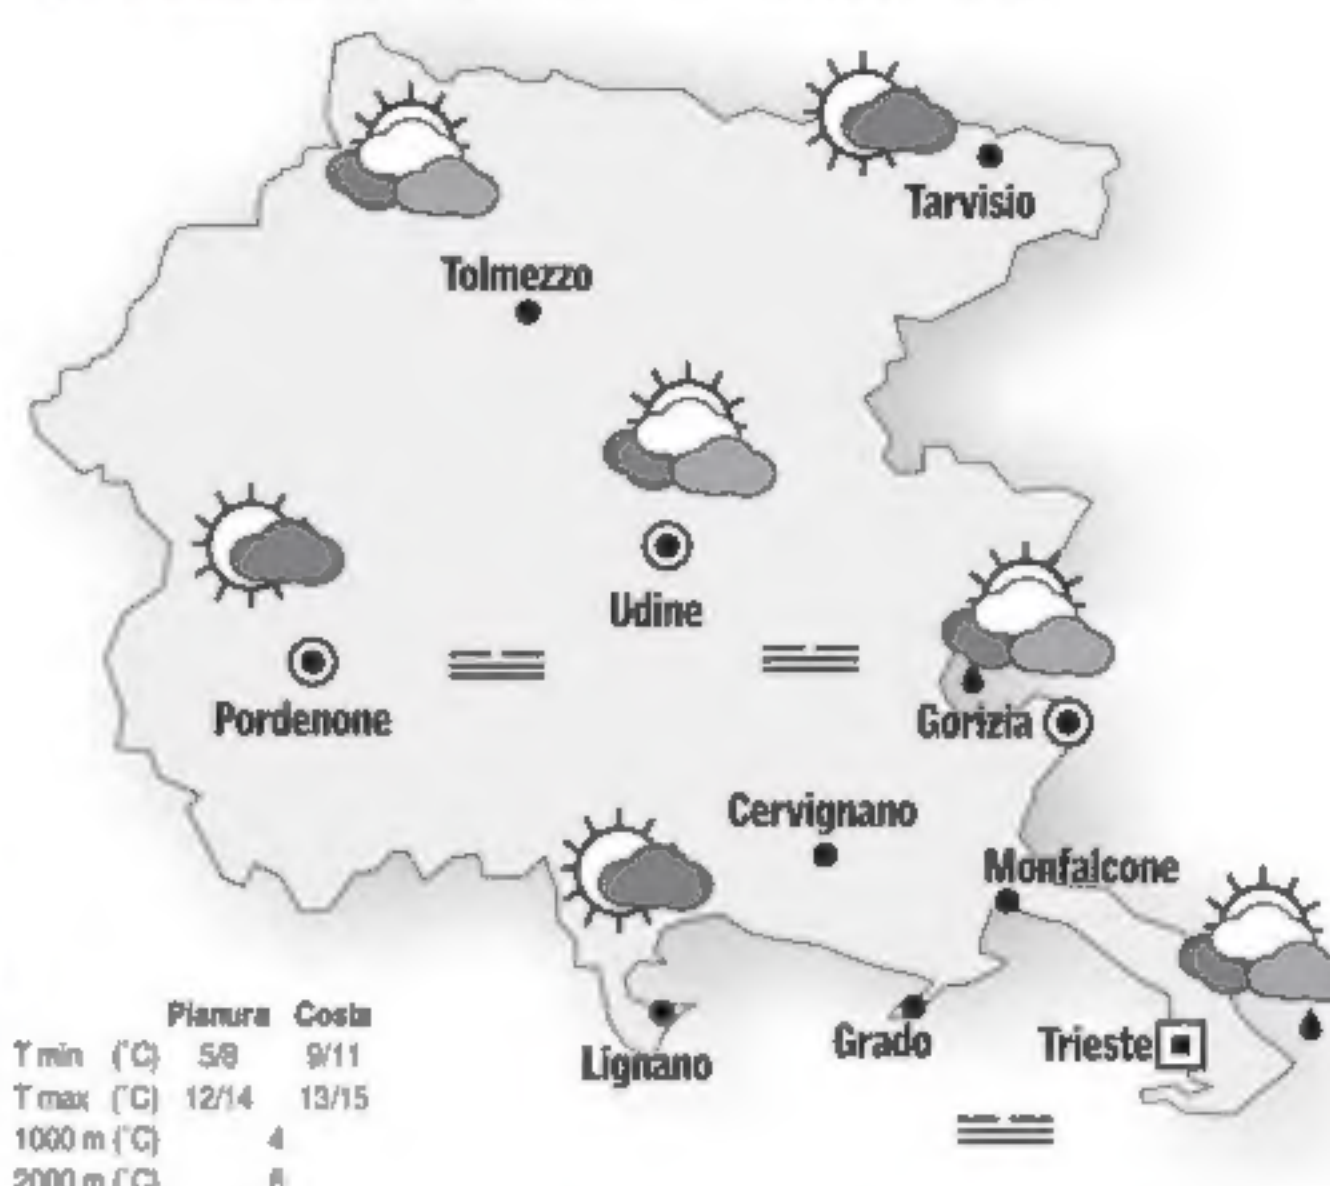 Tarvisio
Tolmezzo
Udine
Pordenone
Gorizia
Cervignano
Monfalcone
Grado
Trieste
Lignano
Pianura Costa
T min (°C) 5/8 9/11
T max (°C) 12/14 13/15
1000 m (°C) 4
2000 m (°C)